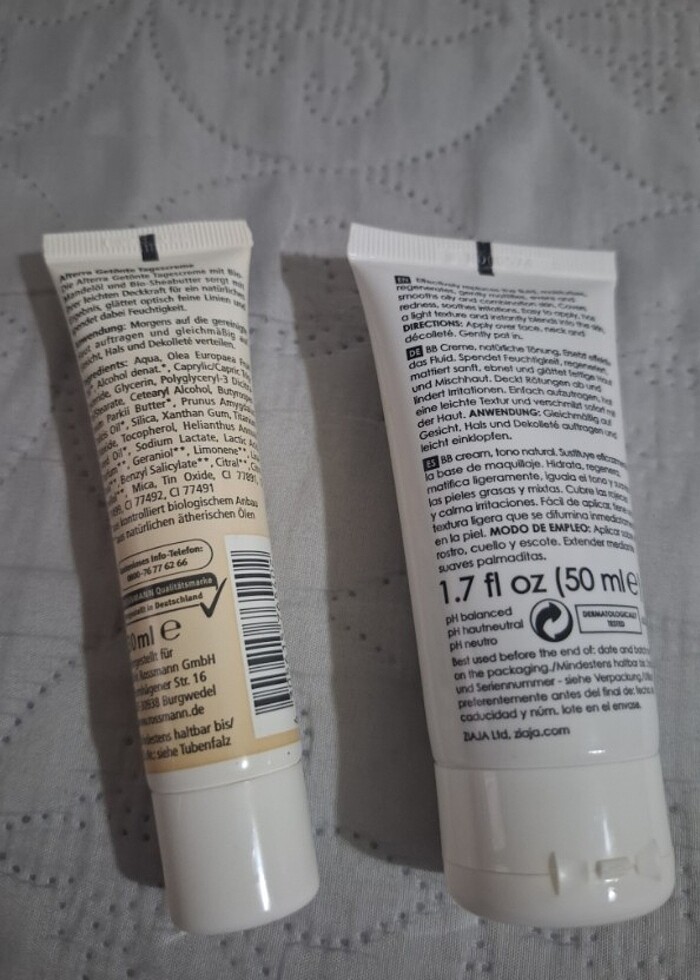 Alterra Getönte Tagescreme
Die Alterra Getönte Tagescreme mit Bio-
Mandelöl und Bio-Sheabutter sorgt mit
leichten Deckkraft für ein natürliches
glättet optisch feine Linien und
spendet dabei Feuchtigkeit.
Anwendung: Morgens auf die gereinigte
auftragen und gleichmäßig auf
Hals und Dekolleté verteilen.
Ingredients: Aqua, Olea Europaea
Alcohol denat.*, Caprylic/Capric
Glycerin, Polyglyceryl-3
Cetearyl Alcohol,
Parkii Butter*, Prunus
Oil*, Silica, Xanthan Gum,
Tocopherol, Helianthus
Oil*, Sodium Lactate, Lactic
Geraniol**, Limonene**,
Benzyl Salicylate**, Citral**,
Mica, Tin Oxide, CI 77891,
CI 77492, CI 77491
kontrolliert biologischem Anbau
aus natürlichen ätherischen Ölen
Info-Telefon:
0800-76 77 62 66
Qualitätsmarke
in Deutschland
ml e
für
Rossmann GmbH
Str. 16
30938 Burgwedel
haltbar bis/
siehe Tubenfalz
EN Effectively replaces the fluid, moisturises,
regenerates, gently mattifies, evens and
smooths oily and combination skin. Covers
redness, soothes irritations. Easy to apply, has
a light texture and instantly blends into the skin.
DIRECTIONS: Apply over face, neck and
décolleté.
DE BB Creme, natürliche Tönung. Ersetzt
das Fluid. Spendet Feuchtigkeit, regeneriert,
mattiert sanft, ebnet und glättet fettige
und Mischhaut. Deckt Rötungen ab und
lindert Irritationen. Einfach aufzutragen, hat
eine leichte Textur und verschmilzt sofort mit
der Haut. ANWENDUNG: Gleichmäßig auf
Gesicht, Hals und Dekolleté auftragen und
leicht einklopfen.
ES BB cream, tono natural. Sustituye
la base de maquillaje. Hidrata, regenera,
matifica ligeramente, iguala el tono y
las pieles grasas y mixtas. Cubre las rojeces
y calma irritaciones. Fácil de aplicar, tiene
textura ligera que se difumina
en la piel. MODO DE EMPLEO: Aplicar sobre
rostro, cuello y escote. Extender mediante
suaves palmaditas.
1.7 fl oz (50 ml e
pH balanced
pH hautneutral
pH neutro
DERMATOLOGICALLY
TESTED
Best used before the end of: date and batch
on the packaging./Mindestens haltbar bis:
und Seriennummer - siehe Verpackung./
preferentemente antes del final de: fecha
caducidad y núm. lote en el envase.
ZIAJA Ltd, ziaja.com